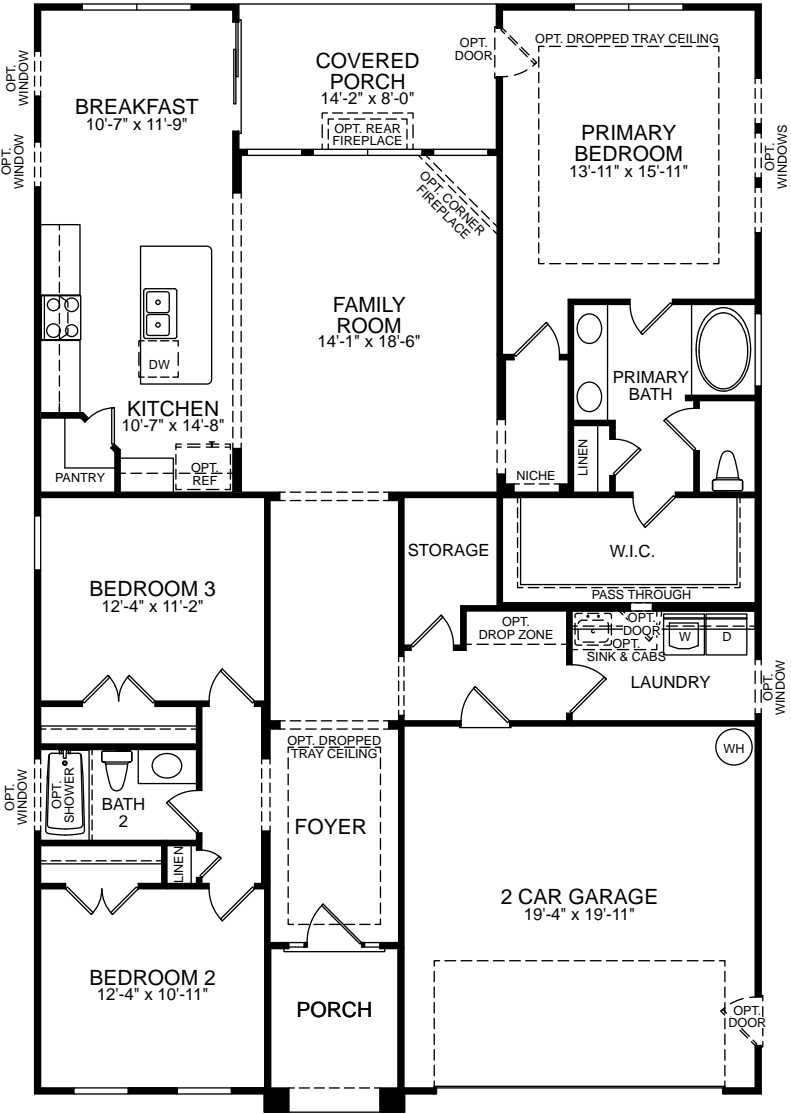 OPT.
WINDOW
OPT.
WINDOW
BREAKFAST
10'-7" x 11'-9"
COVERED
PORCH
14'-2" x 8'-0"
OPT. REAR
FIREPLACE
OPT.
DOOR
OPT. DROPPED TRAY CEILING
PRIMARY
BEDROOM
13'-11" x 15'-11"
OPT.
WINDOWS
OPT. CORNER
FIREPLACE
FAMILY
ROOM
14'-1" x 18'-6"
DW
KITCHEN
10'-7" x 14'-8"
PANTRY
OPT.
REF
PRIMARY
BATH
LINEN
NICHE
STORAGE
W.I.C.
PASS THROUGH
BEDROOM 3
12'-4" x 11'-2"
OPT.
DROP ZONE
OPT.
DOOR
OPT.
SINK & CABS
W
D
LAUNDRY
OPT.
WINDOW
OPT. DROPPED
TRAY CEILING
WH
OPT.
WINDOW
OPT.
SHOWER
BATH
2
FOYER
LINEN
2 CAR GARAGE
19'-4" x 19'-11"
BEDROOM 2
12'-4" x 10'-11"
PORCH
OPT.
DOOR